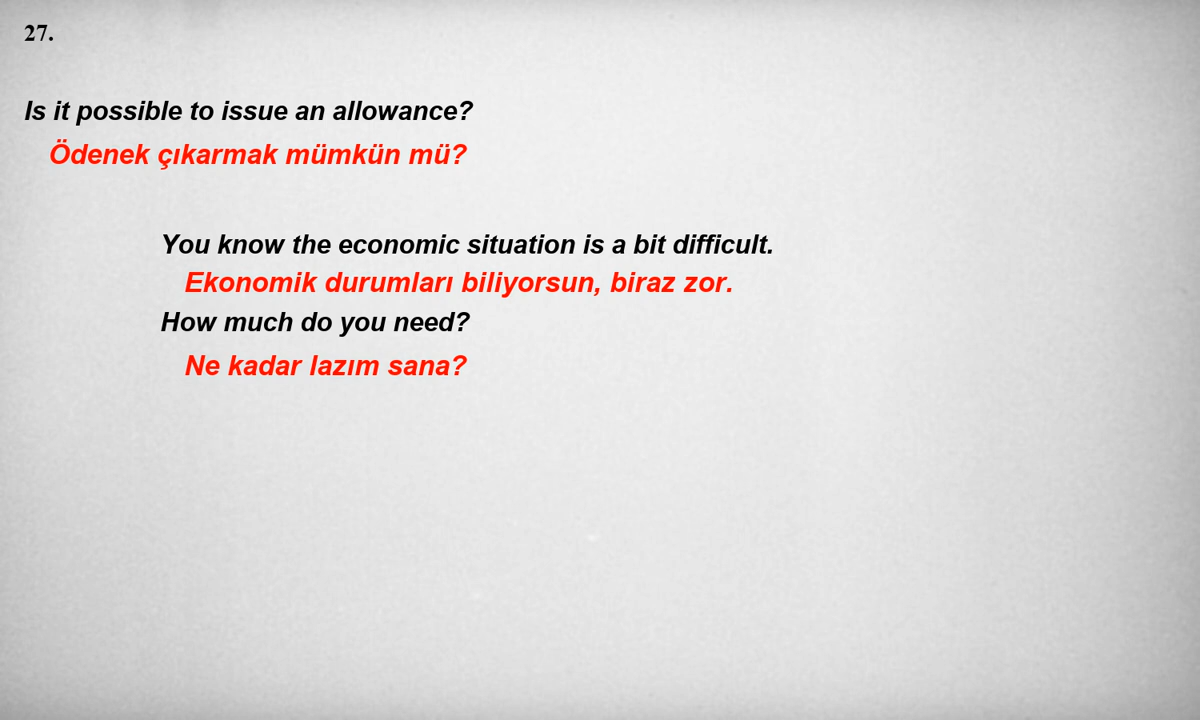 27.
Is it possible to issue an allowance?
Ödenek çıkarmak mümkün mü?
You know the economic situation is a bit difficult.
Ekonomik durumları biliyorsun, biraz zor.
How much do you need?
Ne kadar lazım sana?